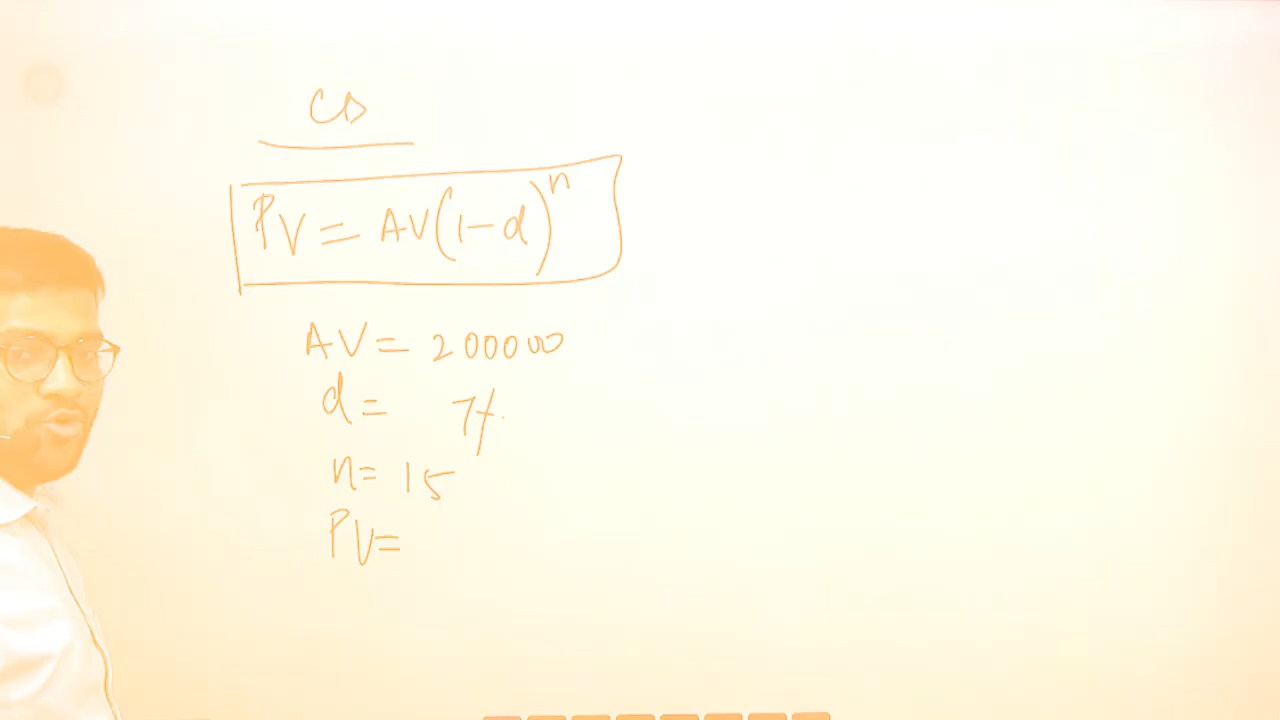 CD
PV = AV(1-d)^n
AV = 200000
d = 7%
n = 15
PV =